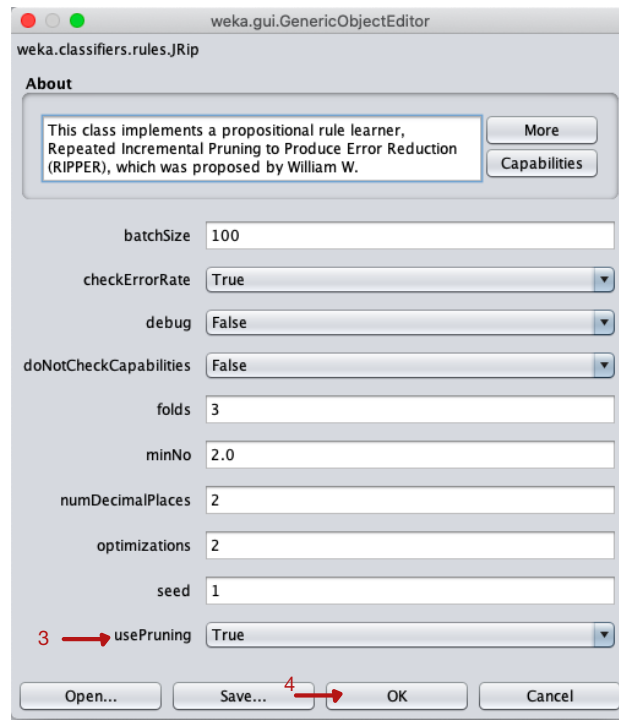 weka.gui.GenericObjectEditor
weka.classifiers.rules.JRip
About
This class implements a propositional rule learner,
Repeated Incremental Pruning to Produce Error Reduction
(RIPPER), which was proposed by William W.
More
Capabilities
batchSize 100
checkErrorRate True
debug False
doNotCheckCapabilities False
folds 3
minNo 2.0
numDecimalPlaces 2
optimizations 2
seed 1
3 usePruning True
4
Open... Save... OK Cancel